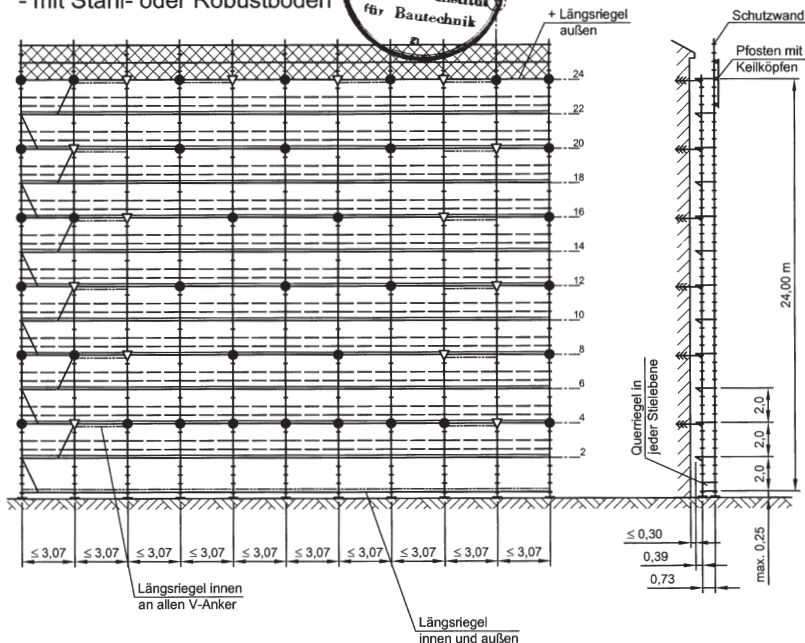 - mit Stahl- oder Robustböden
für Bautechnik
+ Längsriegel
außen
Schutzwand
Pfosten mit
Keilköpfen
24
22
20
18
16
14
12
10
8
6
4
2
24,00 m
Querriegel in
jeder Stielebene
2,0
2,0
2,0
≤ 3,07
≤ 3,07
≤ 3,07
≤ 3,07
≤ 3,07
≤ 3,07
≤ 3,07
≤ 3,07
≤ 3,07
≤ 3,07
≤ 0,30
0,39
0,73
max. 0,25
Längsriegel innen
an allen V-Anker
Längsriegel
innen und außen